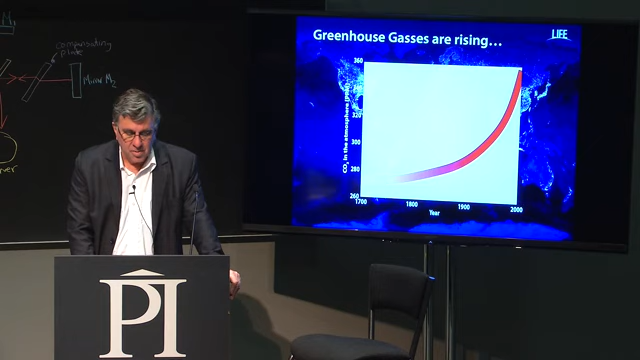 M₁
compensating
plate
Mirror M₂
Greenhouse Gasses are rising...
LIFE
360
320
300
280
260
CO₂ in the atmosphere
1700
1800
1900
2000
Year
PI